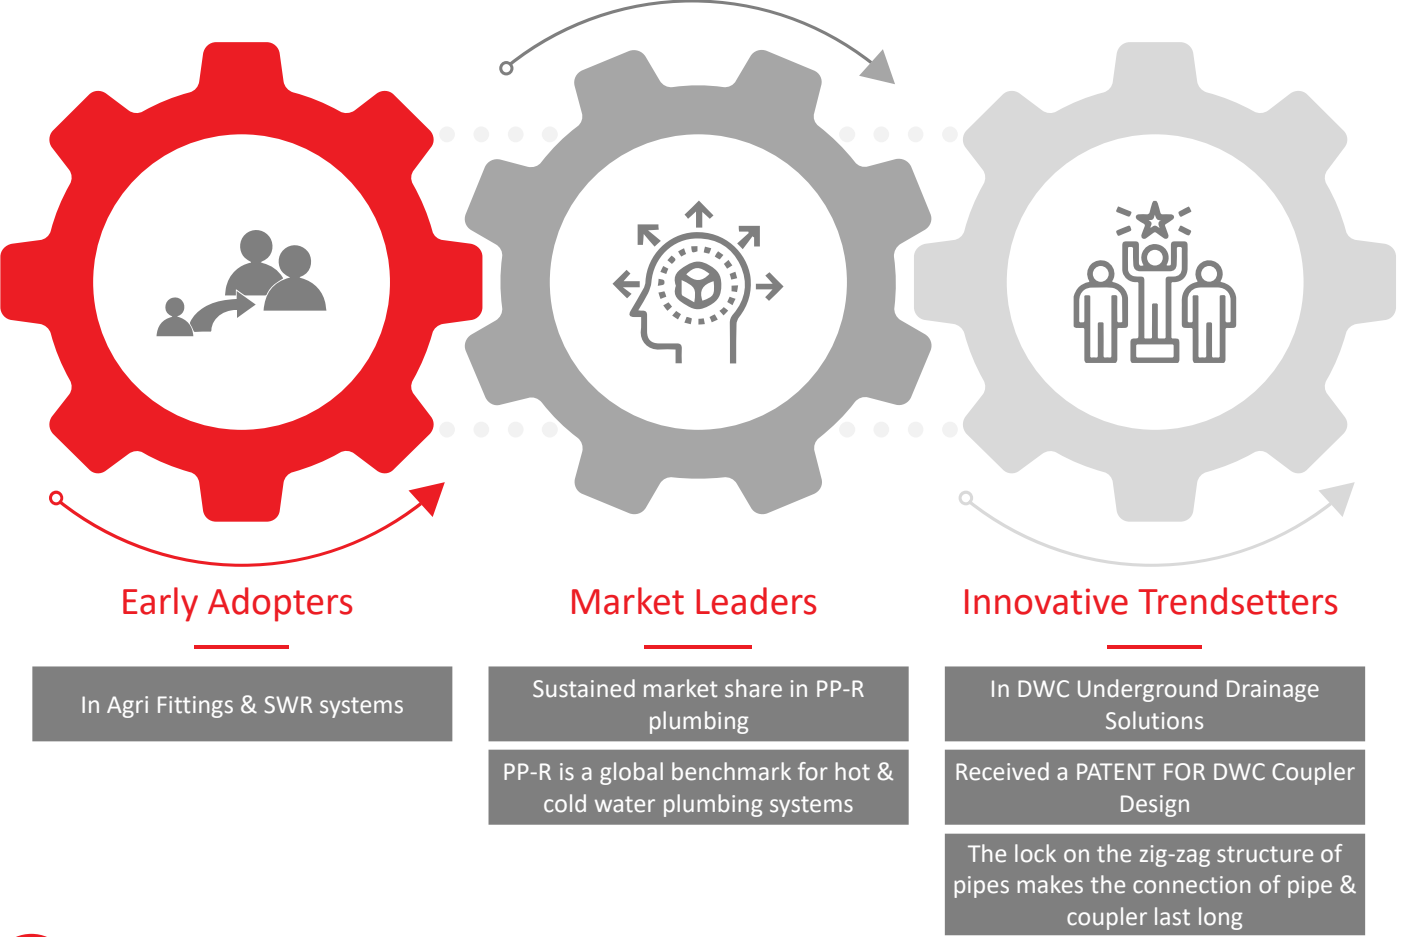 Early Adopters
In Agri Fittings & SWR systems
Market Leaders
Sustained market share in PP-R
plumbing
PP-R is a global benchmark for hot &
cold water plumbing systems
Innovative Trendsetters
In DWC Underground Drainage
Solutions
Received a PATENT FOR DWC Coupler
Design
The lock on the zig-zag structure of
pipes makes the connection of pipe &
coupler last long